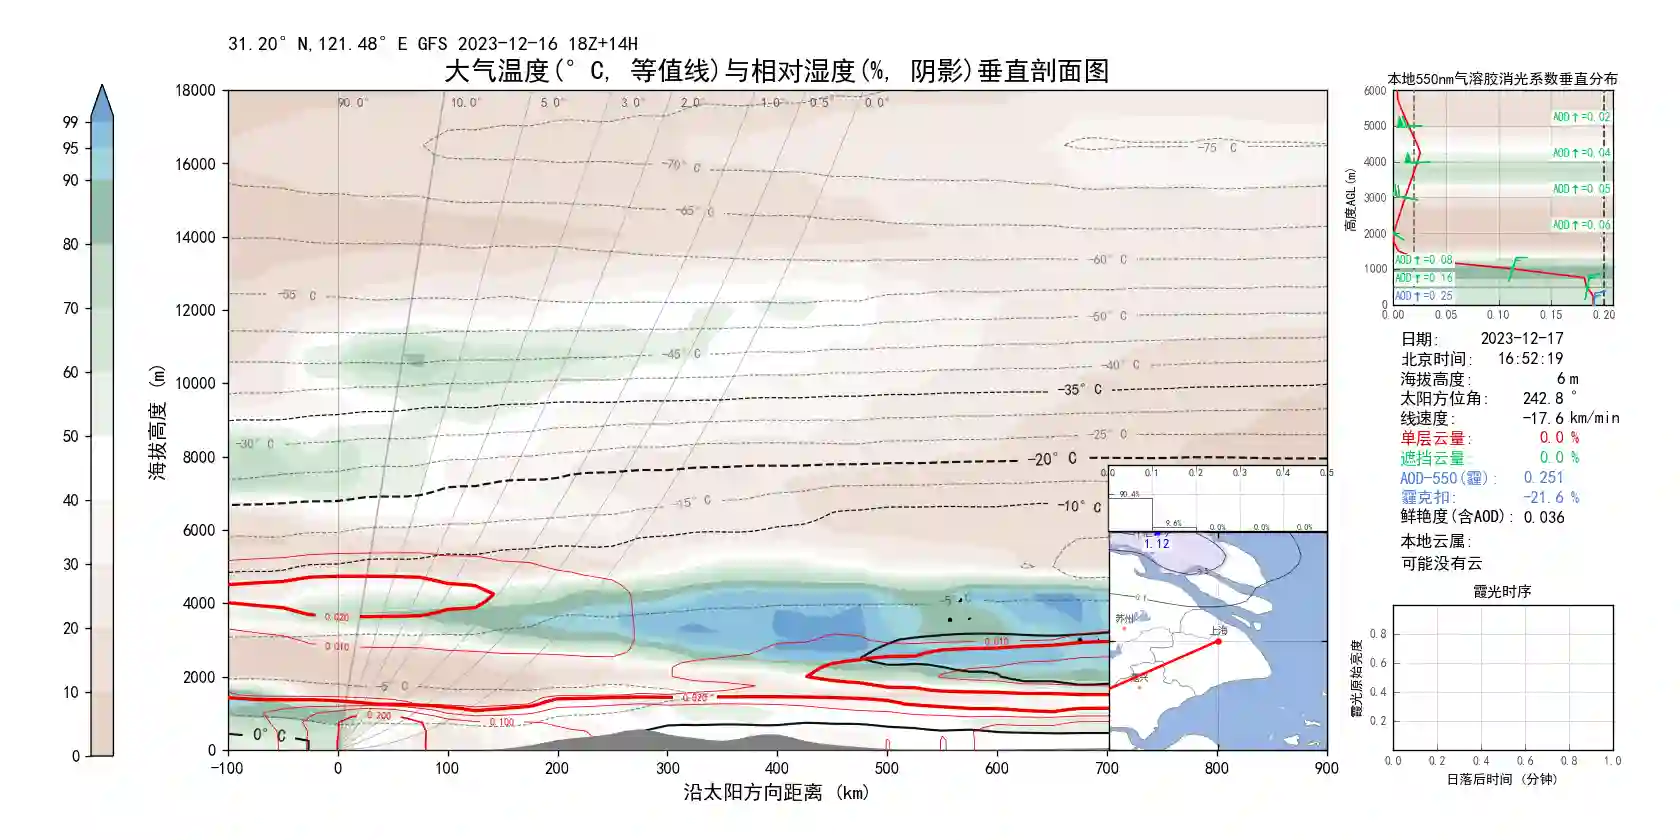 31.20° N,121.48° E GFS 2023-12-16 18Z+14H
大气温度(° C, 等值线)与相对湿度(%, 阴影)垂直剖面图
99
95
90
80
70
60
50
40
30
20
10
0
海拔高度 (m)
18000
16000
14000
12000
10000
8000
6000
4000
2000
0
90.0°
10.0°
5.0°
3.0°
2.0°
1.0°
0.5°
0.0°
-70° C
-75° C
-65° C
-60° C
-55° C
-50° C
-45° C
-40° C
-35° C
-30° C
-25° C
-20° C
-15° C
-10° C
-5°
-5° C
0° C
0.020
0.010
0.010
0.020
0.200
0.100
-100
0
100
200
300
400
500
600
700
800
900
沿太阳方向距离 (km)
0.0
0.1
0.2
0.3
0.4
0.5
90.4%
9.6%
0.0%
0.0%
0.0%
1.12
苏州
上海
本地550nm气溶胶消光系数垂直分布
高度AGL(m)
6000
5000
4000
3000
2000
1000
0
AOD↑=0.02
AOD↑=0.04
AOD↑=0.05
AOD↑=0.06
AOD↑=0.08
AOD↑=0.16
AOD↑=0.25
0.00
0.05
0.10
0.15
0.20
日期: 2023-12-17
北京时间: 16:52:19
海拔高度: 6 m
太阳方位角: 242.8 °
线速度: -17.6 km/min
单层云量: 0.0 %
遮挡云量: 0.0 %
AOD-550(霾): 0.251
霾克扣: -21.6 %
鲜艳度(含AOD): 0.036
本地云属:
可能没有云
霞光时序
霞光原始亮度
0.8
0.6
0.4
0.2
0.0
0.2
0.4
0.6
0.8
1.0
日落后时间 (分钟)